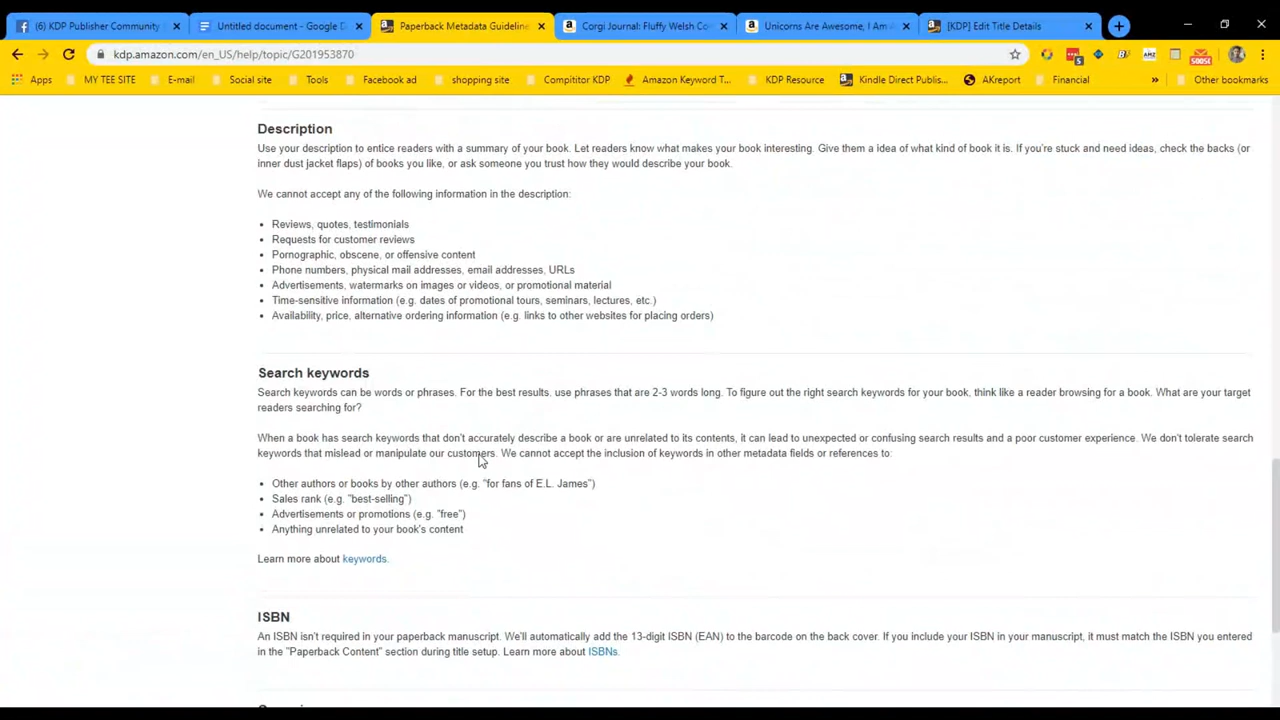 (6) KDP Publisher Community
Untitled document - Google D
Paperback Metadata Guideline
Corgi Journal: Fluffy Welsh Co
Unicorns Are Awesome, I Am
[KDP] Edit Title Details
kdp.amazon.com/en_US/help/topic/G201953870
Apps MY TEE SITE E-mail Social site Tools Facebook ad shopping site Compititor KDP Amazon Keyword T... KDP Resource Kindle Direct Publis... AKreport Financial » Other bookmarks
Description
Use your description to entice readers with a summary of your book. Let readers know what makes your book interesting. Give them a idea of what kind of book it is. If you're stuck and need ideas, check the backs (or
inner dust jacket flaps) of books you like, or ask someone you trust how they would describe your book.
We cannot accept any of the following information in the description:
• Reviews, quotes, testimonials
• Requests for customer reviews
• Pornographic, obscene, or offensive content
• Phone numbers, physical mail addresses, email addresses, URLs
• Advertisements, watermarks on images or videos, or promotional material
• Time-sensitive information (e.g. dates of promotional tours, seminars, lectures, etc.)
• Availability, price, alternative ordering information (e.g. links to other websites for placing orders)
Search keywords
Search keywords can be words or phrases. For the best results, use phrases that are 2-3 words long. To figure out the right search keywords for your book, think like a reader browsing for a book. What are your target
readers searching for?
When a book has search keywords that don't accurately describe a book or are unrelated to its contents, it can lead to unexpected or confusing search results and a poor customer experience. We don't tolerate search
keywords that mislead or manipulate our customers. We cannot accept the inclusion of keywords in other metadata fields or references to:
• Other authors or books by other authors (e.g. "for fans of E.L. James")
• Sales rank (e.g. "best-selling")
• Advertisements or promotions (e.g. "free")
• Anything unrelated to your book's content
Learn more about keywords.
ISBN
An ISBN isn't required in your paperback manuscript. We'll automatically add the 13-digit ISBN (EAN) to the barcode on the back cover. If you include your ISBN in your manuscript, it must match the ISBN you entered
in the "Paperback Content" section during title setup. Learn more about ISBNs.